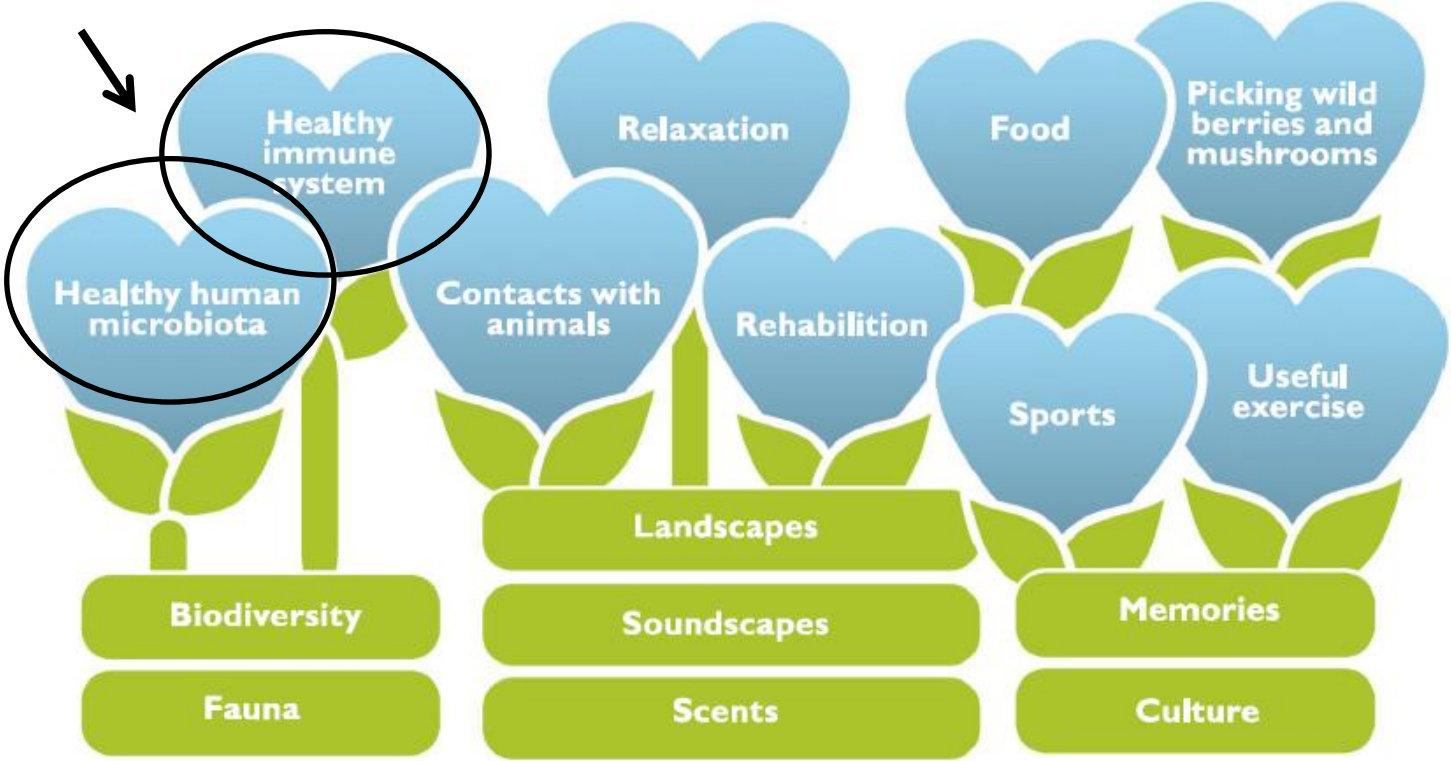 Healthy
immune
system
Relaxation
Food
Picking wild
berries and
mushrooms
Healthy human
microbiota
Contacts with
animals
Rehabilition
Sports
Useful
exercise
Landscapes
Biodiversity
Soundscapes
Memories
Fauna
Scents
Culture